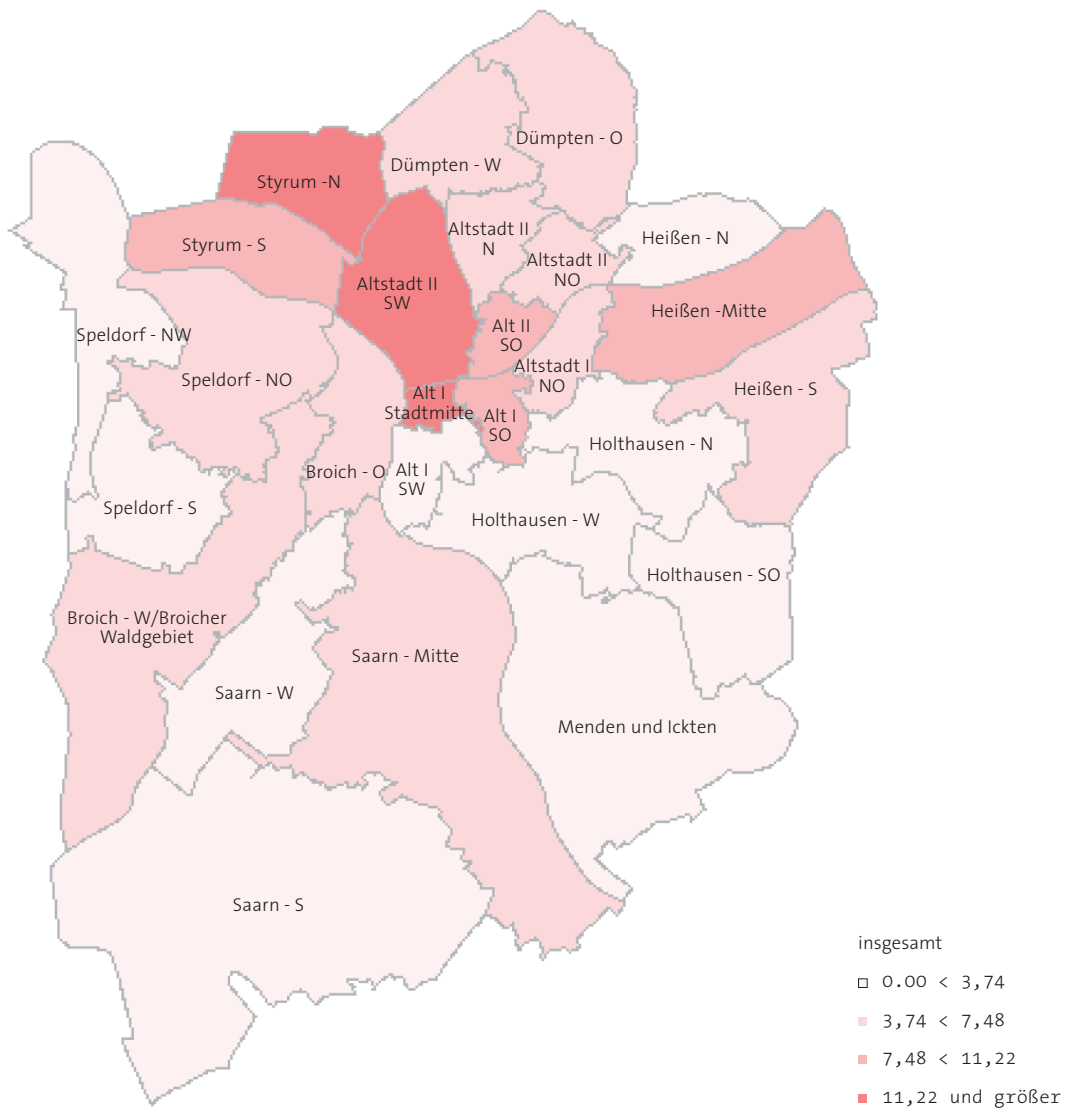 Dümpten - O
Dümpten - W
Styrum -N
Altstadt II
N
Heißen - N
Styrum - S
Altstadt II
NO
Altstadt II
SW
Heißen -Mitte
Speldorf - NW
Alt II
SO
Altstadt I
NO
Speldorf - NO
Heißen - S
Alt I
Stadtmitte
Alt I
SO
Holthausen - N
Broich - O
Alt I
SW
Speldorf - S
Holthausen - W
Holthausen - SO
Broich - W/Broicher
Waldgebiet
Saarn - Mitte
Saarn - W
Menden und Ickten
Saarn - S
insgesamt
0.00 < 3,74
3,74 < 7,48
7,48 < 11,22
11,22 und größer